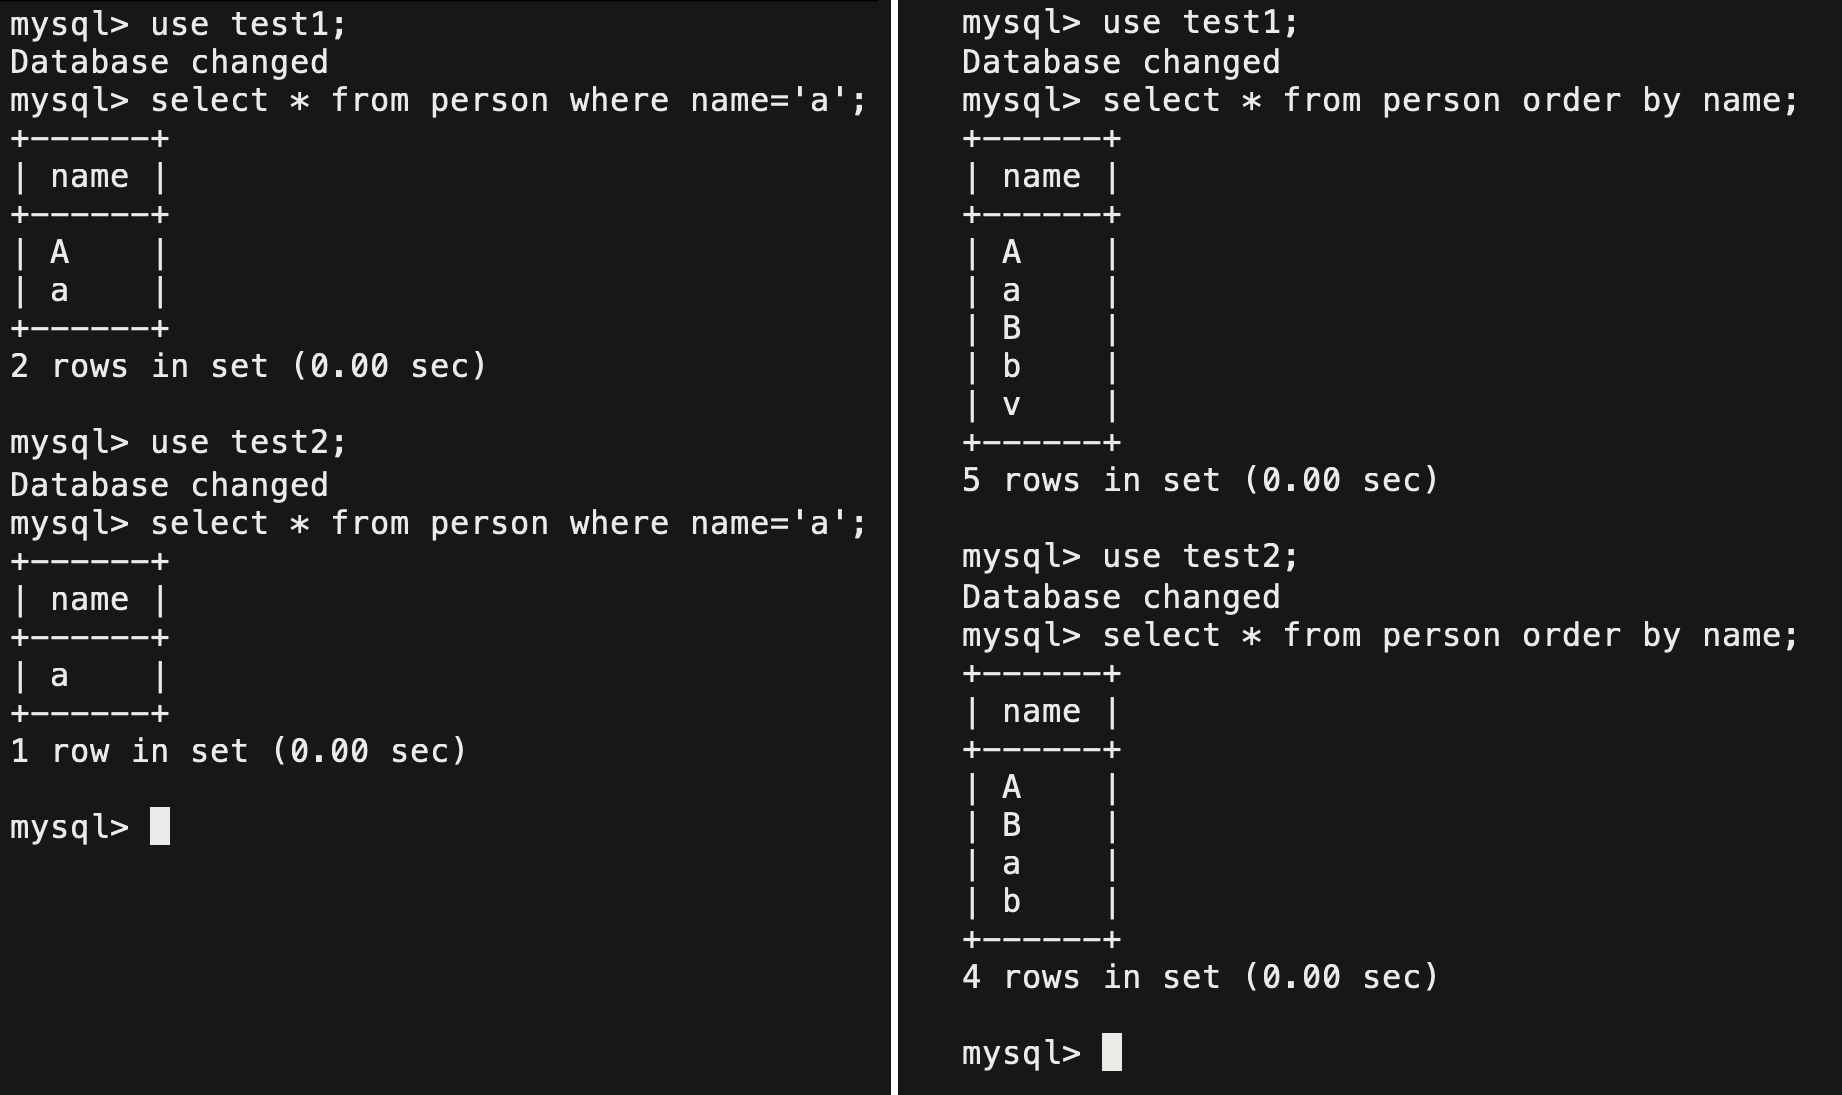 mysql> use test1;
Database changed
mysql> select * from person where name='a';
+------+
| name |
+------+
| A    |
| a    |
+------+
2 rows in set (0.00 sec)

mysql> use test2;
Database changed
mysql> select * from person where name='a';
+------+
| name |
+------+
| a    |
+------+
1 row in set (0.00 sec)

mysql>
mysql> use test1;
Database changed
mysql> select * from person order by name;
+------+
| name |
+------+
| A    |
| a    |
| B    |
| b    |
| v    |
+------+
5 rows in set (0.00 sec)

mysql> use test2;
Database changed
mysql> select * from person order by name;
+------+
| name |
+------+
| A    |
| B    |
| a    |
| b    |
+------+
4 rows in set (0.00 sec)

mysql>